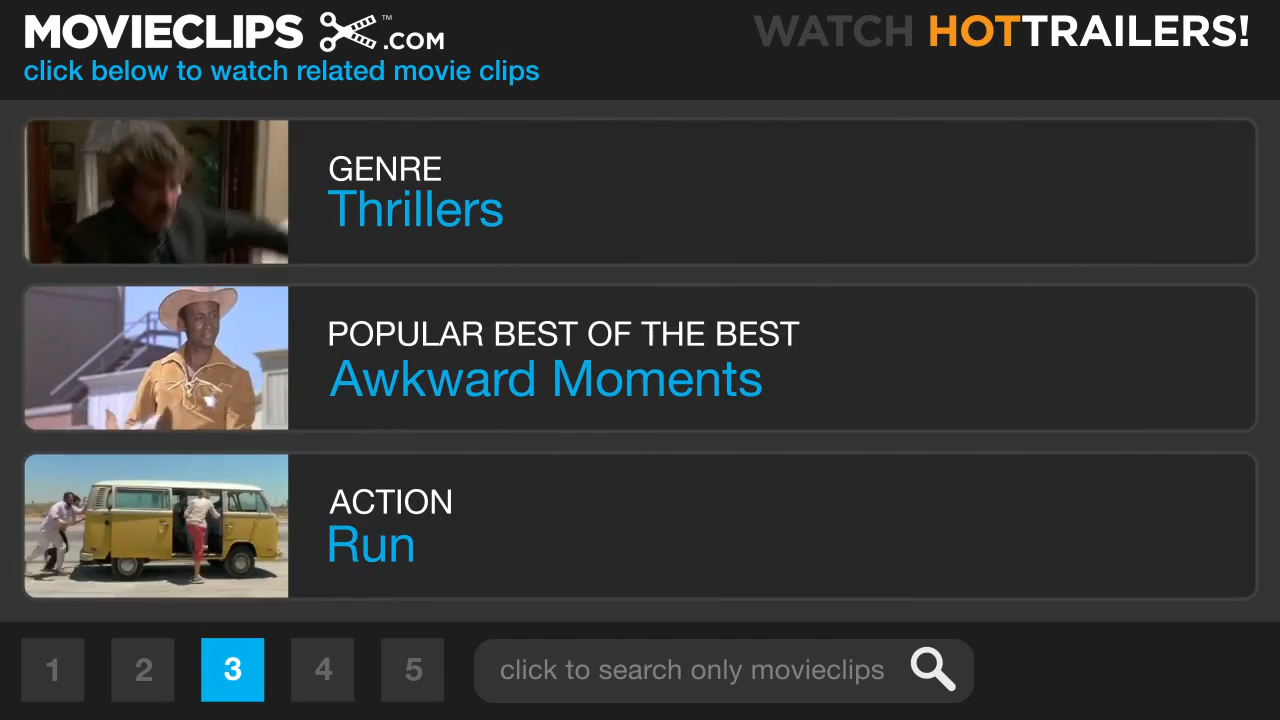 MOVIECLIPS ™ .COM
WATCH HOTTRAILERS!
click below to watch related movie clips
GENRE
Thrillers
POPULAR BEST OF THE BEST
Awkward Moments
ACTION
Run
1 2 3 4 5 click to search only movieclips